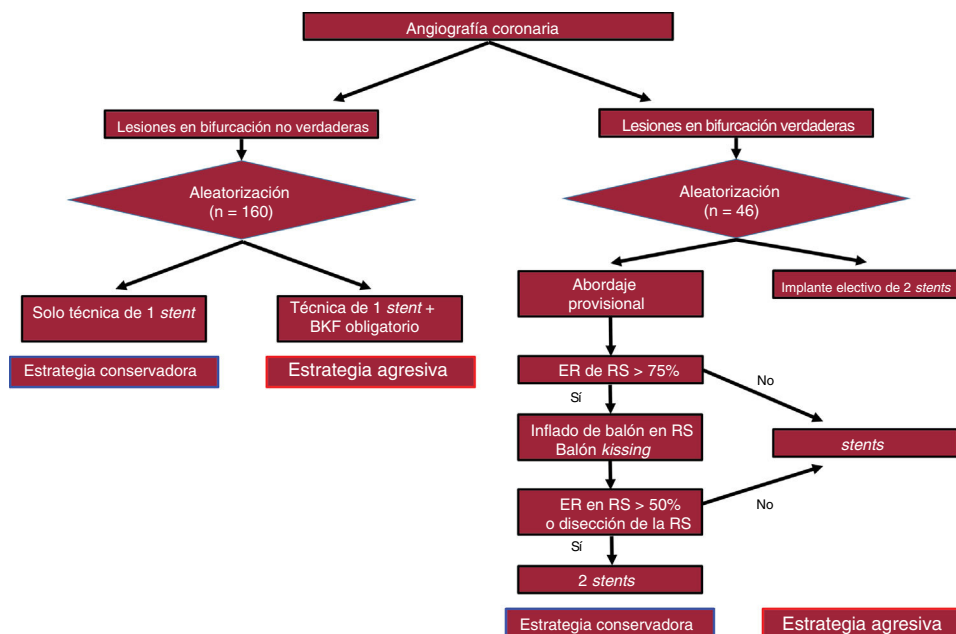 Angiografía coronaria
Lesiones en bifurcación no verdaderas
Lesiones en bifurcación verdaderas
Aleatorización
(n = 160)
Aleatorización
(n = 46)
Solo técnica de 1 stent
Técnica de 1 stent +
BKF obligatorio
Abordaje
provisional
Implante electivo de 2 stents
Estrategia conservadora
Estrategia agresiva
ER de RS > 75%
No
Sí
Inflado de balón en RS
Balón kissing
stents
ER en RS > 50%
o disección de la RS
No
Sí
2 stents
Estrategia conservadora
Estrategia agresiva